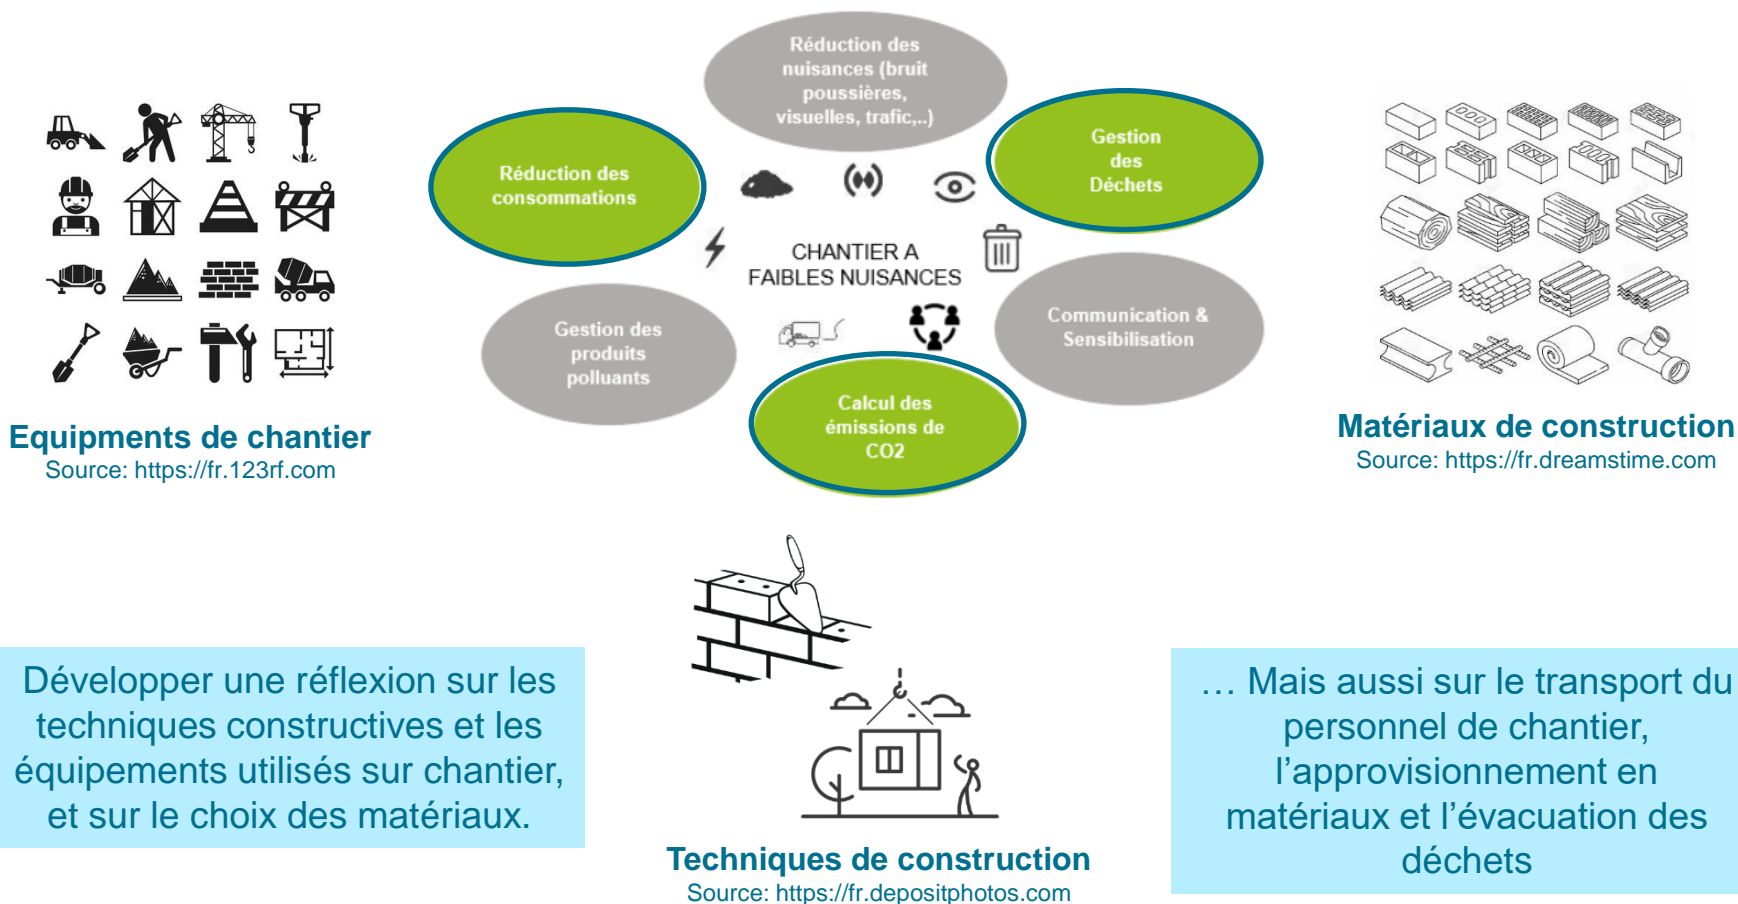 Réduction des
nuisances (bruit
poussières,
visuelles, trafic,..)
Réduction des
consommations
Gestion
des
Déchets
CHANTIER A
FAIBLES NUISANCES
Gestion des
produits
polluants
Communication &
Sensibilisation
Calcul des
émissions de
CO2
Equipments de chantier
Source: https://fr.123rf.com
Matériaux de construction
Source: https://fr.dreamstime.com
Développer une réflexion sur les
techniques constructives et les
équipements utilisés sur chantier,
et sur le choix des matériaux.
… Mais aussi sur le transport du
personnel de chantier,
l’approvisionnement en
matériaux et l’évacuation des
déchets
Techniques de construction
Source: https://fr.depositphotos.com